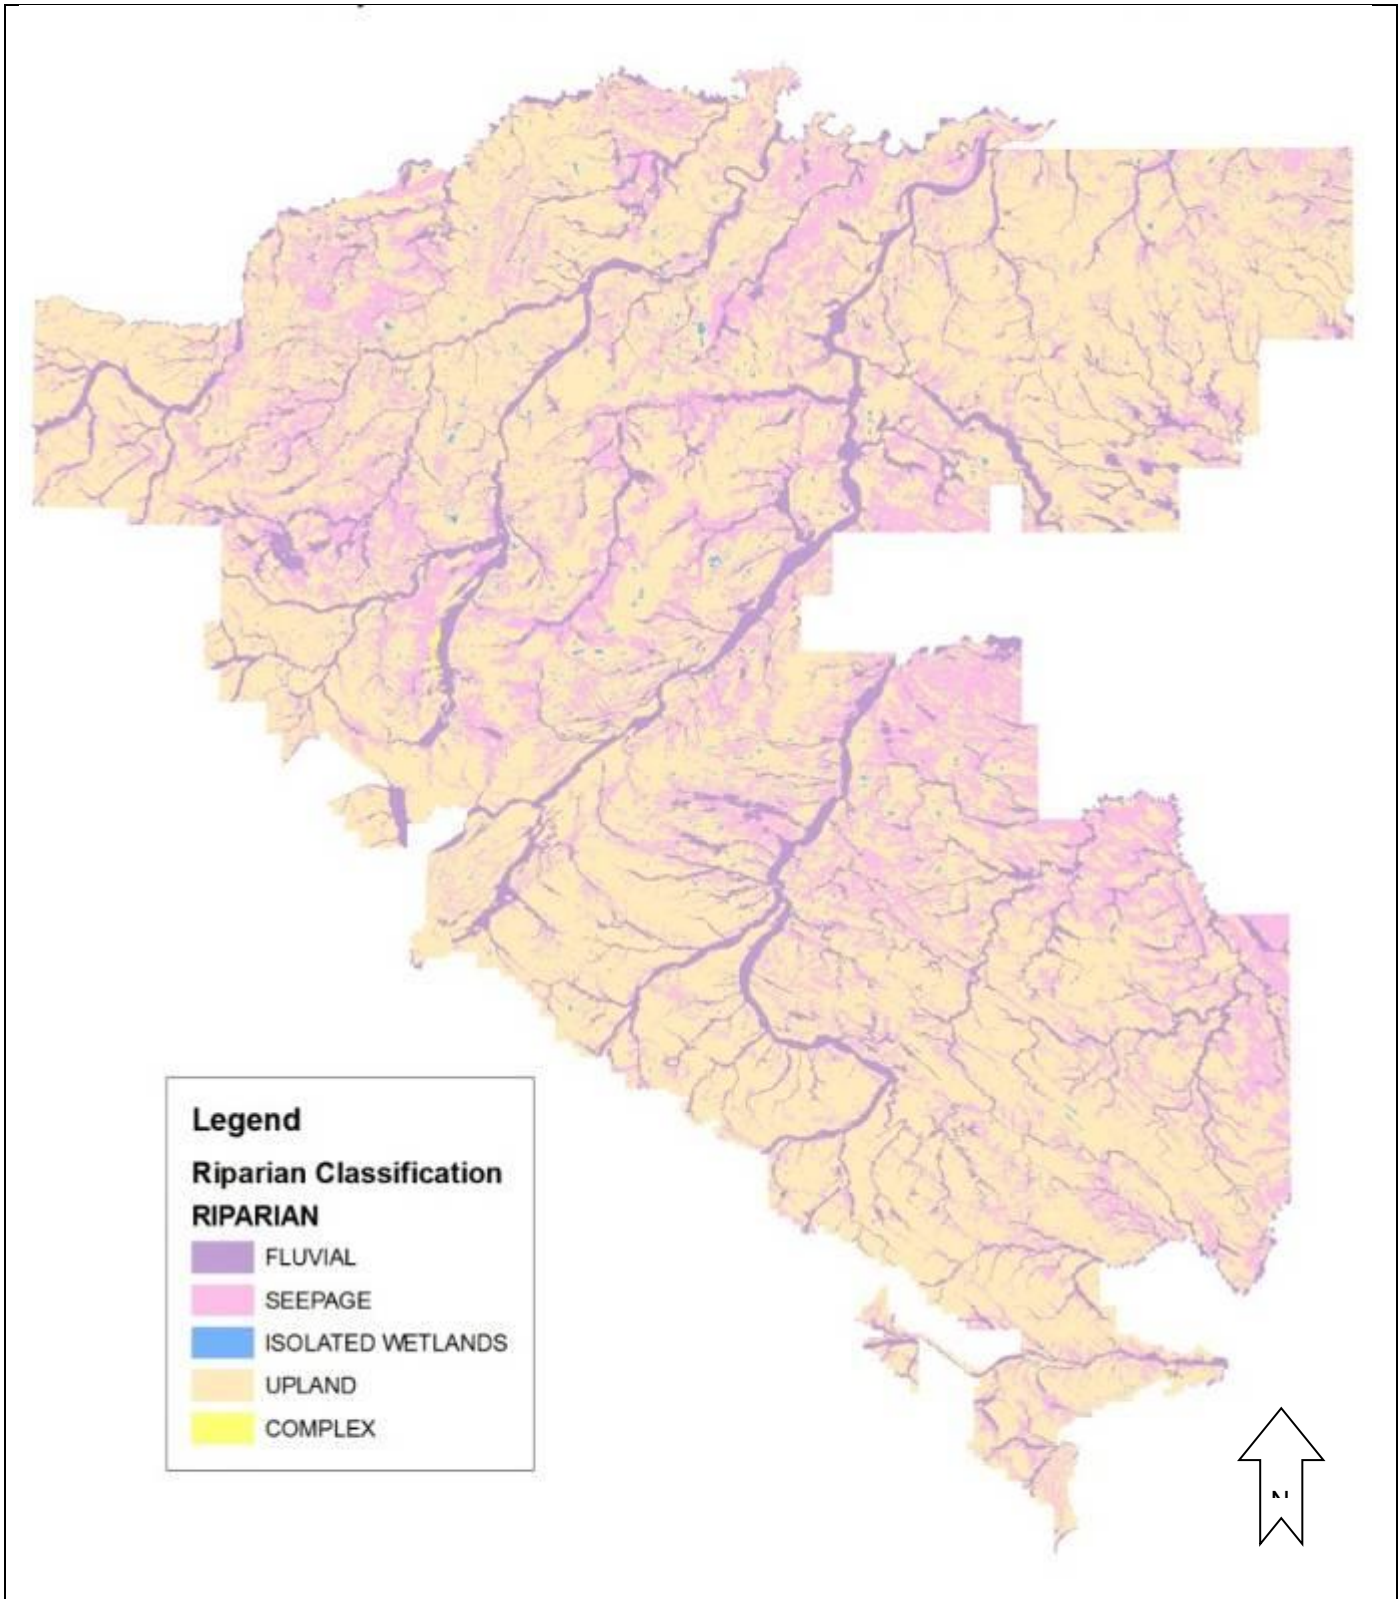 Legend
Riparian Classification
RIPARIAN
FLUVIAL
SEEPAGE
ISOLATED WETLANDS
UPLAND
COMPLEX